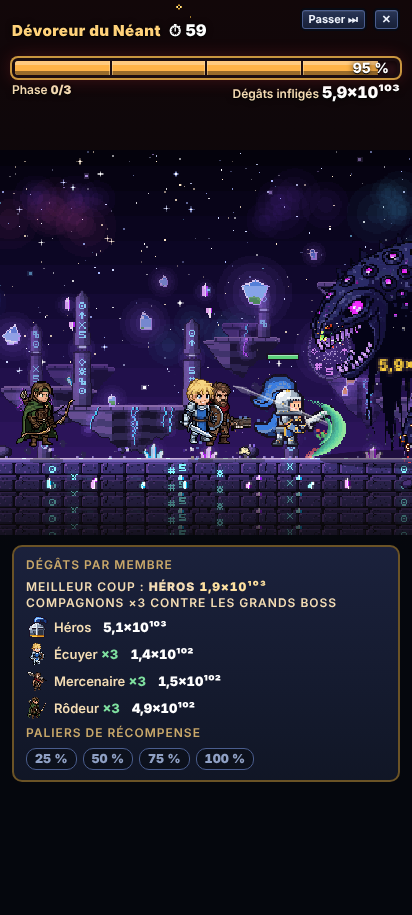 Dévoreur du Néant ⏱ 59
Passer ⏭ ✕
95 %
Phase 0/3
Dégâts infligés 5,9×10¹⁰³
5,9×
DÉGÂTS PAR MEMBRE
MEILLEUR COUP : HÉROS 1,9×10¹⁰³
COMPAGNONS ×3 CONTRE LES GRANDS BOSS
Héros 5,1×10¹⁰³
Écuyer ×3 1,4×10¹⁰²
Mercenaire ×3 1,5×10¹⁰²
Rôdeur ×3 4,9×10¹⁰²
PALIERS DE RÉCOMPENSE
25 % 50 % 75 % 100 %